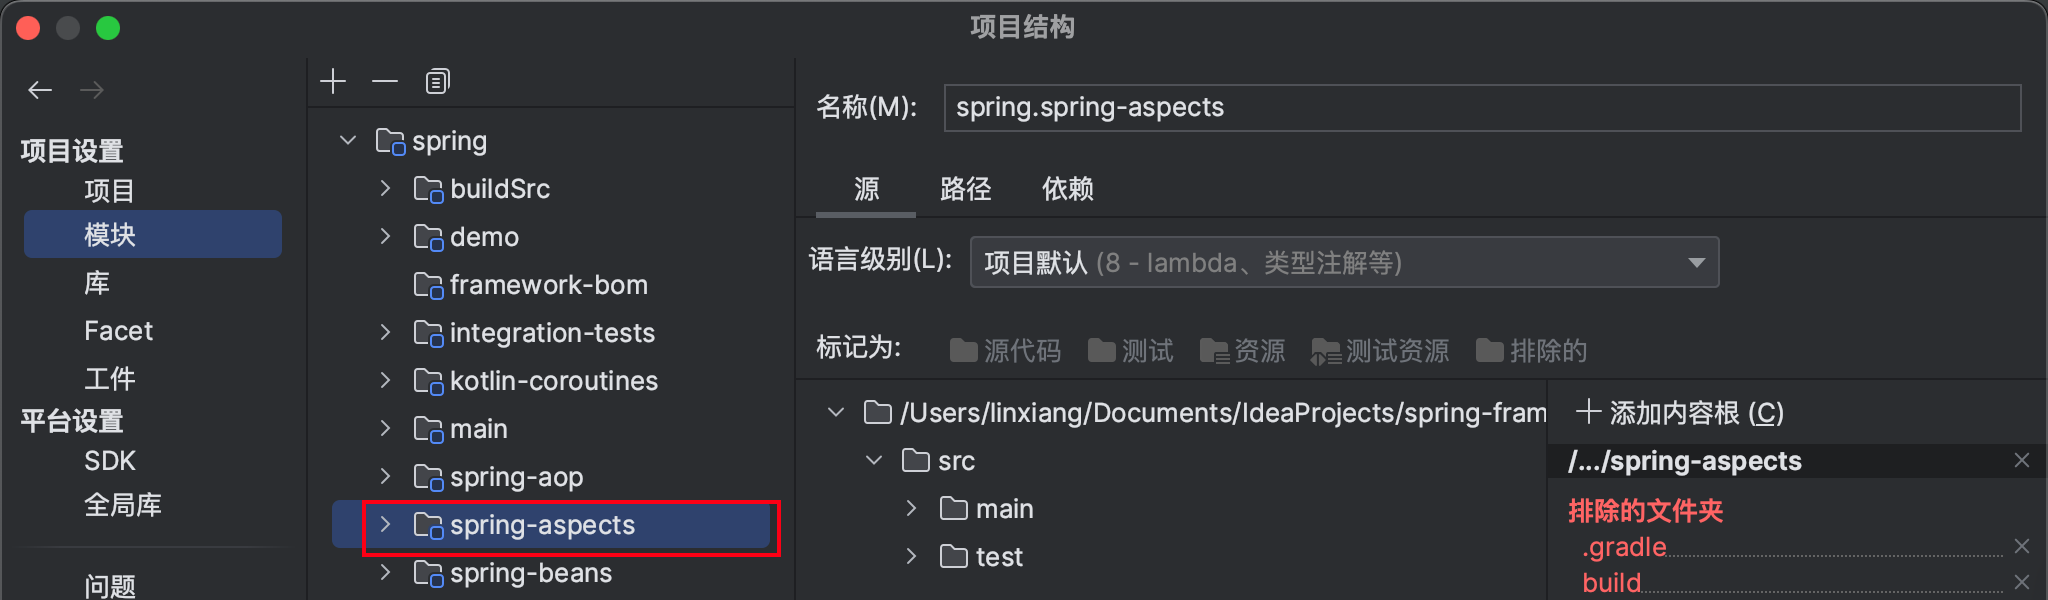 项目结构
项目设置
项目
模块
库
Facet
工件
平台设置
SDK
全局库
问题
spring
buildSrc
demo
framework-bom
integration-tests
kotlin-coroutines
main
spring-aop
spring-aspects
spring-beans
名称(M): spring.spring-aspects
源 路径 依赖
语言级别(L): 项目默认 (8 - lambda、类型注解等)
标记为: 源代码 测试 资源 测试资源 排除的
/Users/linxiang/Documents/IdeaProjects/spring-fram
src
main
test
添加内容根 (C)
/.../spring-aspects
排除的文件夹
.gradle
build